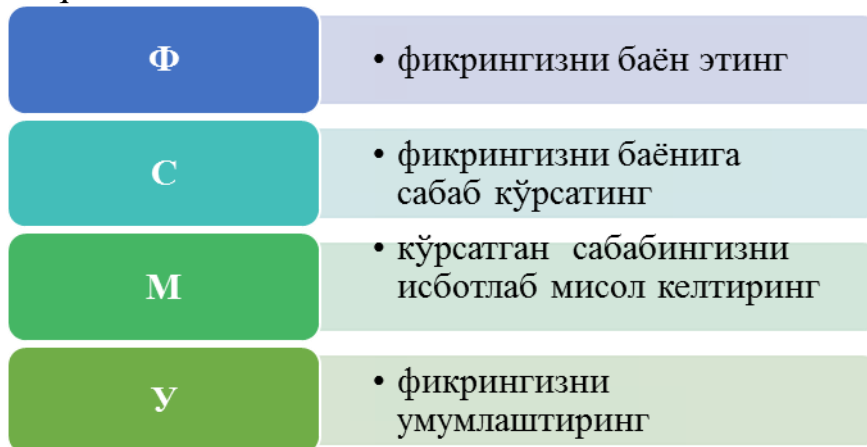 Ф
• фикрингизни баён этинг
С
• фикрингизни баёнига
сабаб кўрсатинг
М
• кўрсатган сабабингизни
исботлаб мисол келтиринг
У
• фикрингизни
умумлаштиринг